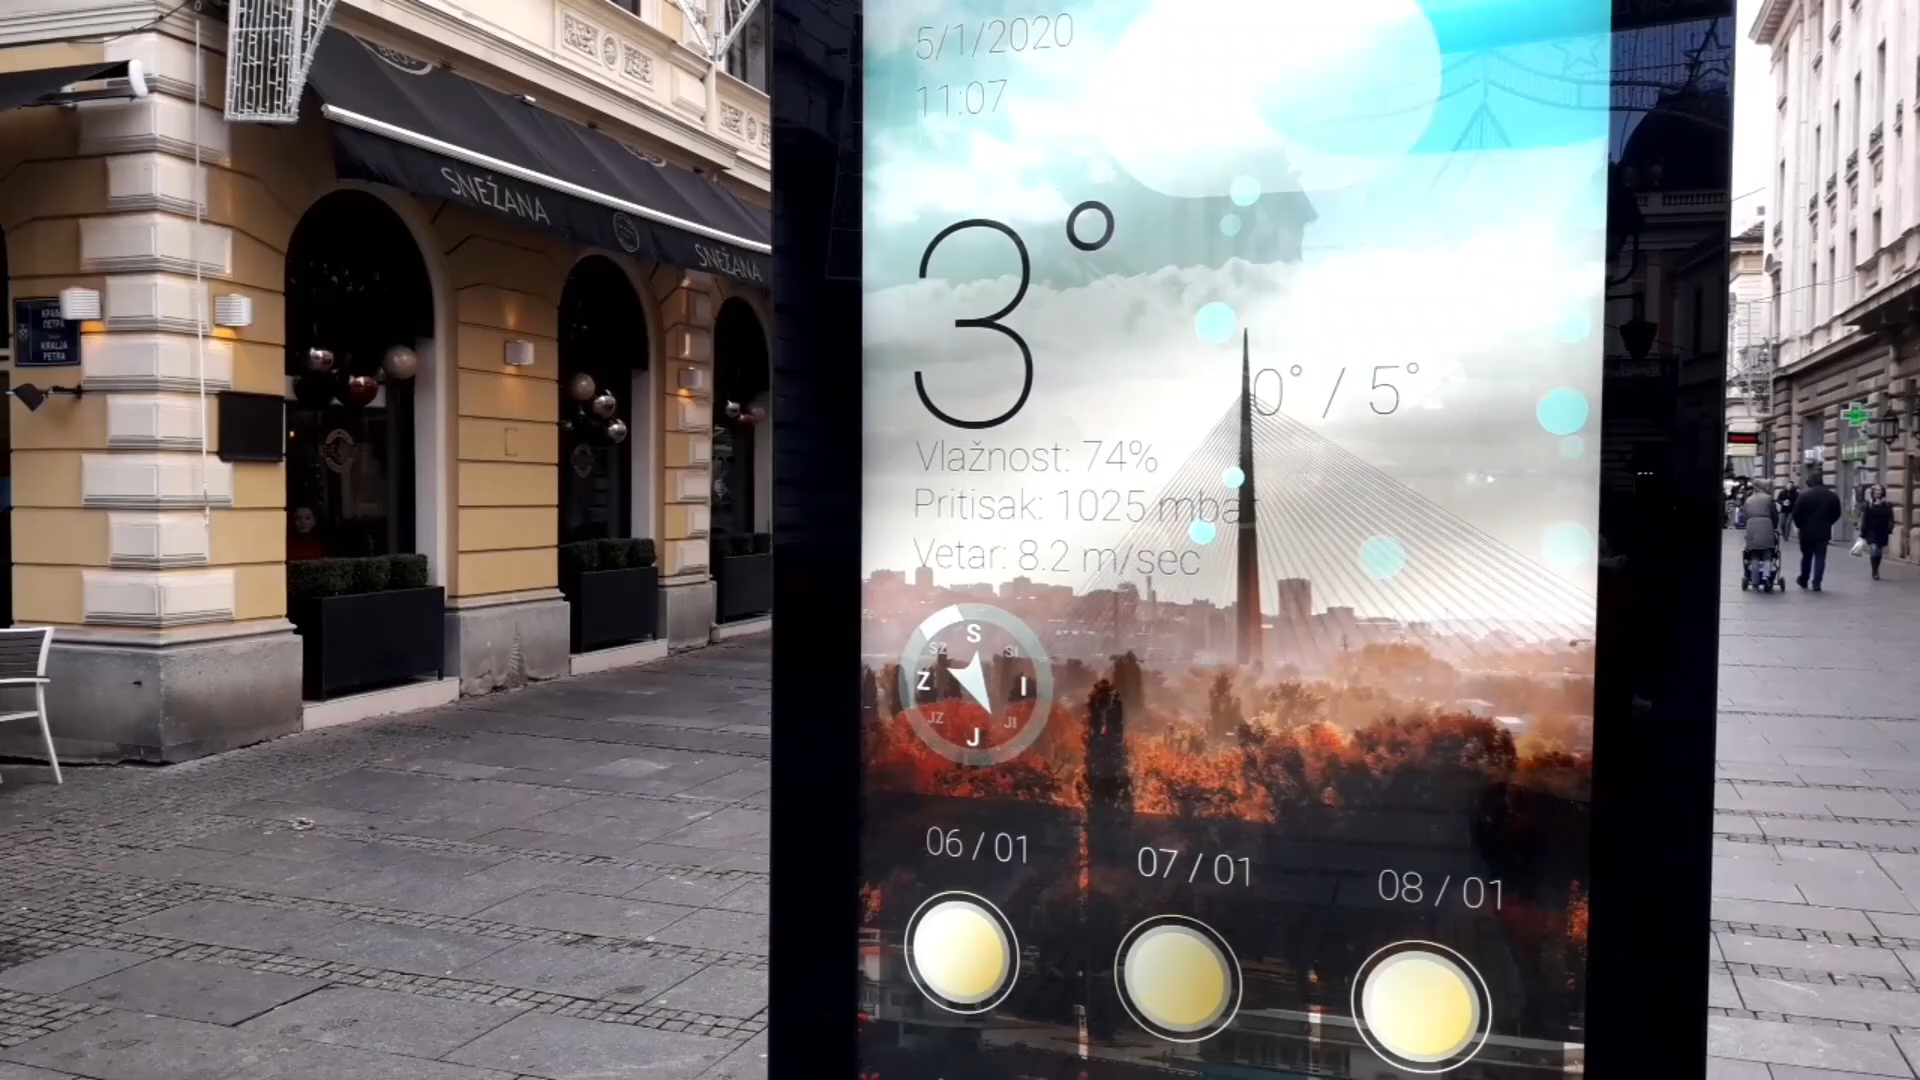 SNEŽANA
SNEŽANA
КРАЉА
ПЕТРА
KRALJA
PETRA
5/1/2020
11:07
3°
0° / 5°
Vlažnost: 74%
Pritisak: 1025 mba
Vetar: 8.2 m/sec
S
SZ SI
Z I
JZ JI
J
06 / 01
07 / 01
08 / 01